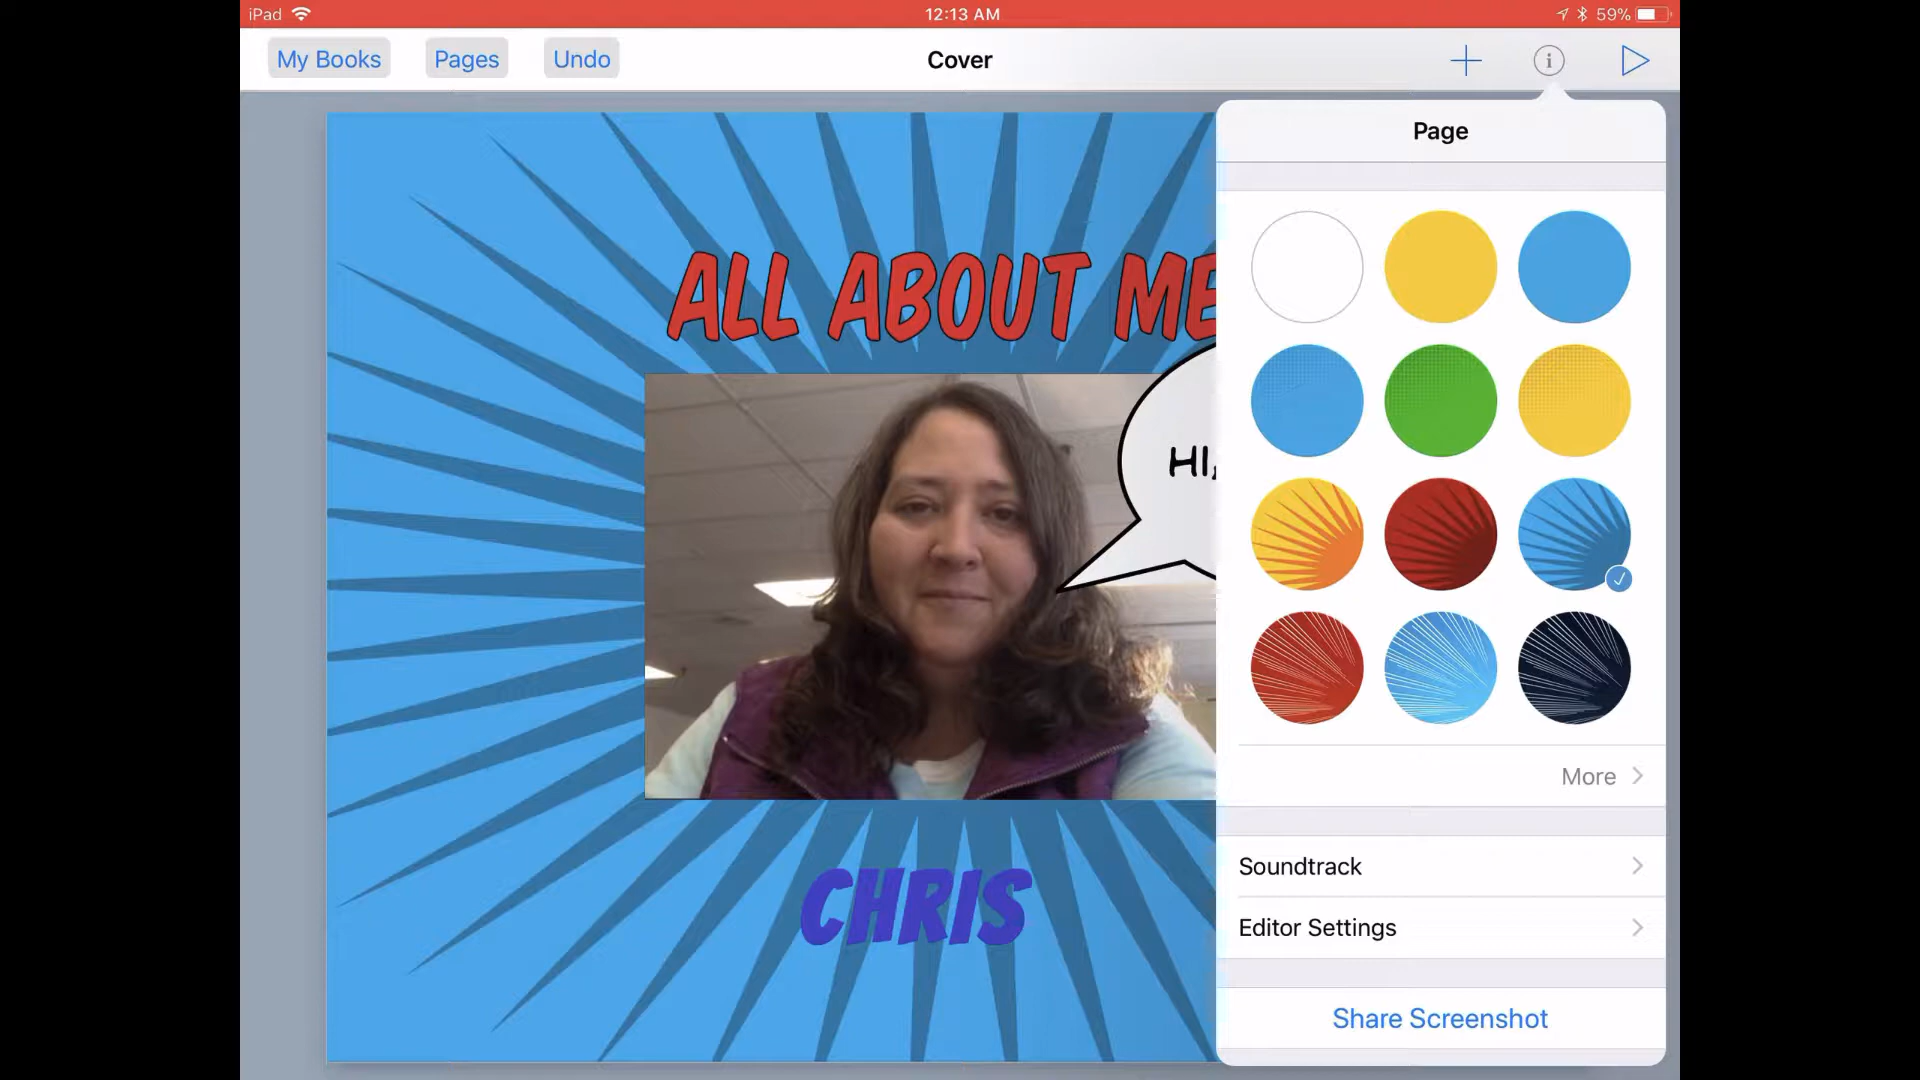 iPad 12:13 AM 59%
My Books Pages Undo Cover
Page
ALL ABOUT ME
HI,
CHRIS
More
Soundtrack
Editor Settings
Share Screenshot